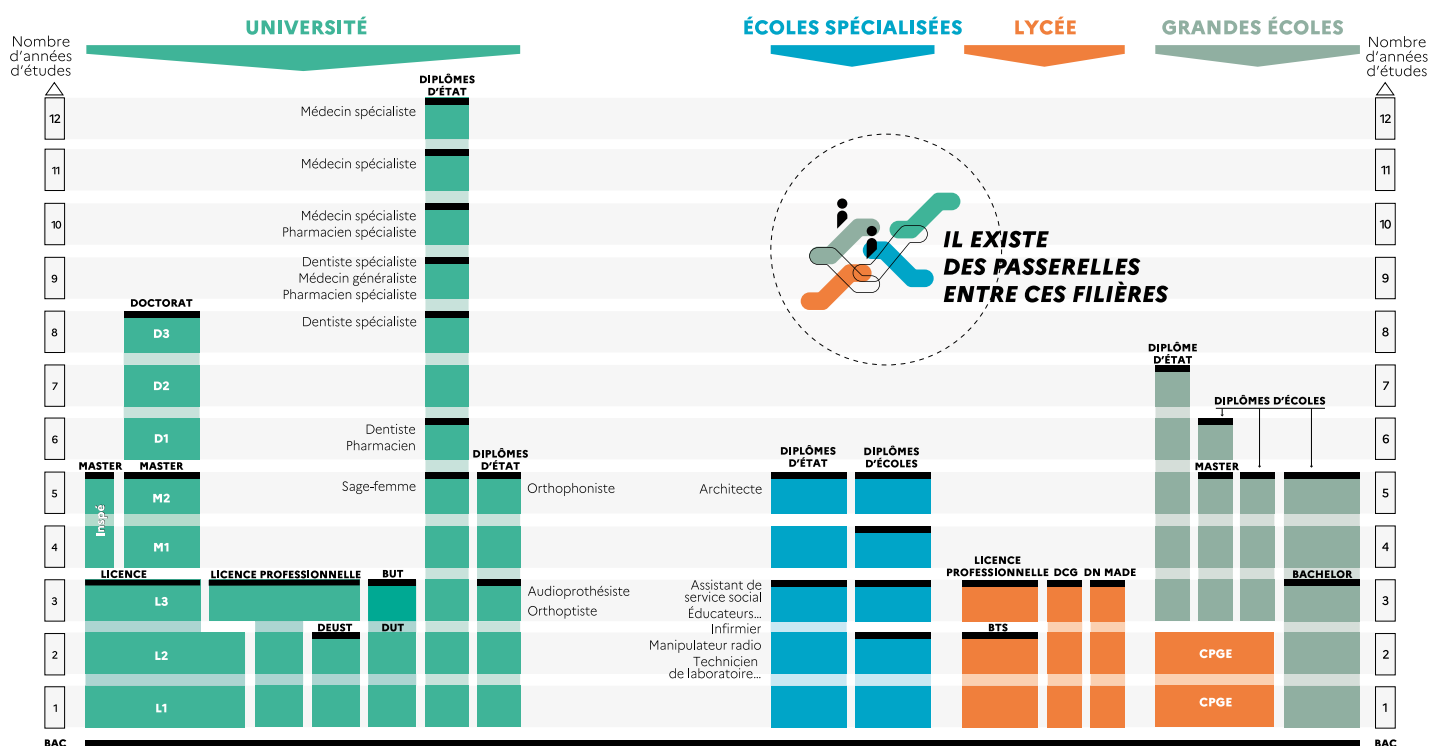 UNIVERSITÉ
ÉCOLES SPÉCIALISÉES
LYCÉE
GRANDES ÉCOLES
Nombre
d'années
d'études
Nombre
d'années
d'études
DIPLÔMES
D'ÉTAT
12
Médecin spécialiste
12
11
Médecin spécialiste
11
10
Médecin spécialiste
Pharmacien spécialiste
10
IL EXISTE
DES PASSERELLES
ENTRE CES FILIÈRES
9
Dentiste spécialiste
Médecin généraliste
Pharmacien spécialiste
9
DOCTORAT
8
D3
Dentiste spécialiste
8
DIPLÔME
D'ÉTAT
7
D2
7
DIPLÔMES D'ÉCOLES
6
D1
Dentiste
Pharmacien
6
MASTER
MASTER
DIPLÔMES
D'ÉTAT
DIPLÔMES
D'ÉTAT
DIPLÔMES
D'ÉCOLES
MASTER
5
Inspé
M2
Sage-femme
Orthophoniste
Architecte
5
4
M1
4
LICENCE
LICENCE PROFESSIONNELLE
BUT
LICENCE
PROFESSIONNELLE
DCG
DN MADE
BACHELOR
3
L3
Audioprothésiste
Orthoptiste
Assistant de
service social
Éducateurs...
Infirmier
Manipulateur radio
Technicien
de laboratoire...
3
DEUST
DUT
BTS
2
L2
CPGE
2
1
L1
CPGE
1
BAC
BAC